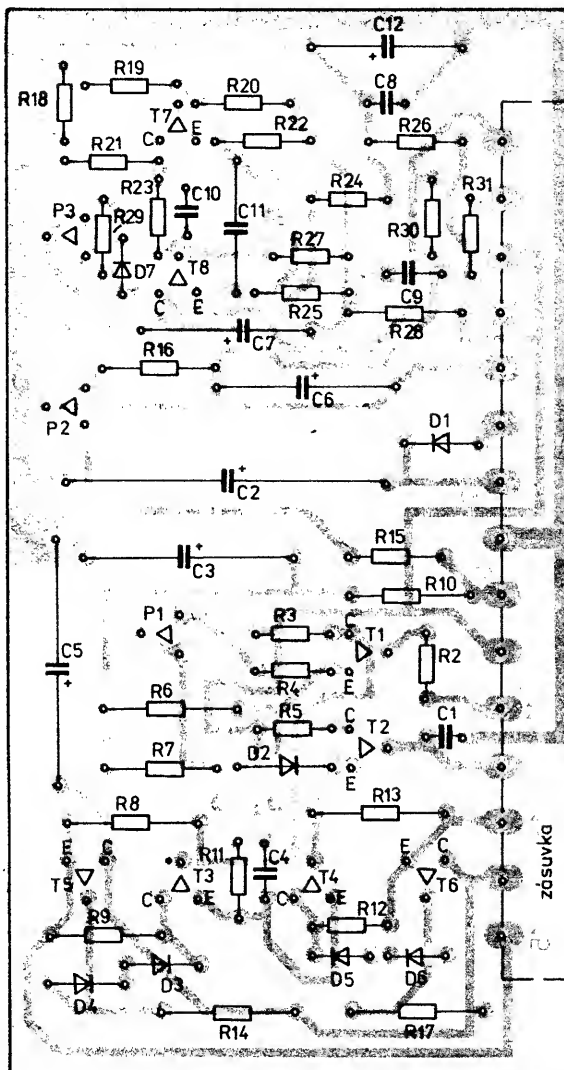 C12
R19
R18
R20
C8
T7
R22
R26
C
E
R21
R23
C10
R24
R31
P3
R29
C11
R30
R27
T8
D7
C
E
R25
C9
R28
C7
R16
C6
P2
D1
C2
R15
C3
R10
P1
R3
C
T1
C5
R4
E
R2
R6
R5
C
T2
C1
R7
D2
E
R8
R13
E
C
R11
C4
E
C
T5
T3
T4
T6
C
E
C
E
R9
R12
D4
D3
D5
D6
R14
R17
zásuvka